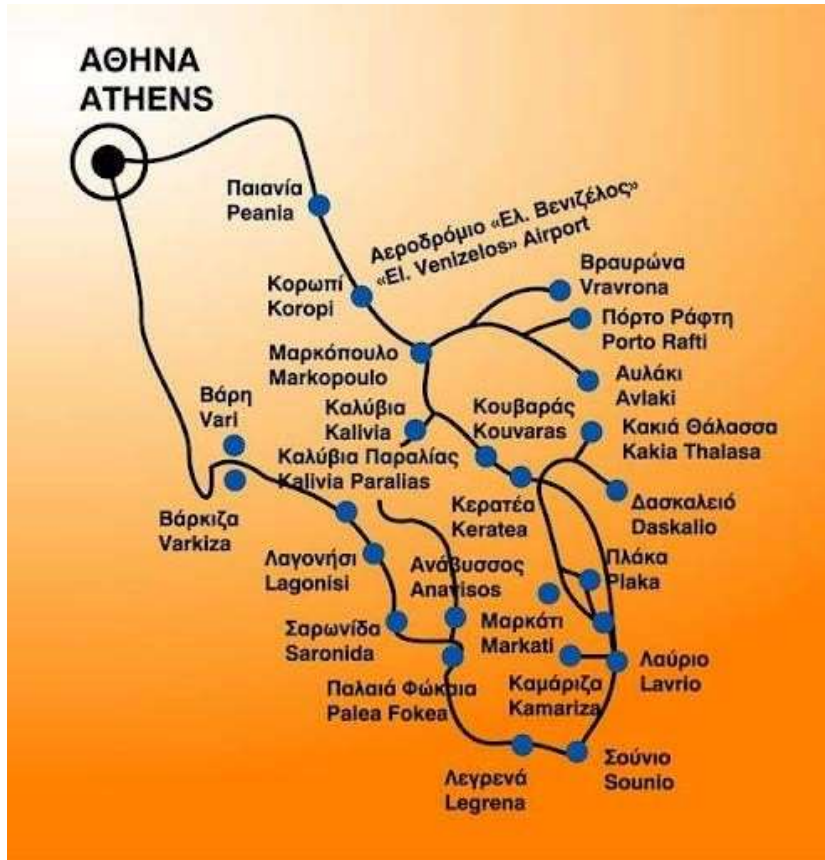 ΑΘΗΝΑ
ATHENS
Παιανία
Peania
Αεροδρόμιο «Ελ. Βενιζέλος»
«El. Venizelos» Airport
Κορωπί
Koropi
Βραυρώνα
Vravrona
Πόρτο Ράφτη
Porto Rafti
Μαρκόπουλο
Markopoulo
Αυλάκι
Avlaki
Βάρη
Vari
Καλύβια
Kalivia
Κουβαράς
Kouvaras
Κακιά Θάλασσα
Kakia Thalasa
Καλύβια Παραλίας
Kalivia Paralias
Κερατέα
Keratea
Δασκαλειό
Daskalio
Βάρκιζα
Varkiza
Λαγονήσι
Lagonisi
Ανάβυσσος
Anavisos
Πλάκα
Plaka
Σαρωνίδα
Saronida
Μαρκάτι
Markati
Παλαιά Φώκαια
Palea Fokea
Καμάριζα
Kamariza
Λαύριο
Lavrio
Λεγρενά
Legrena
Σούνιο
Sounio